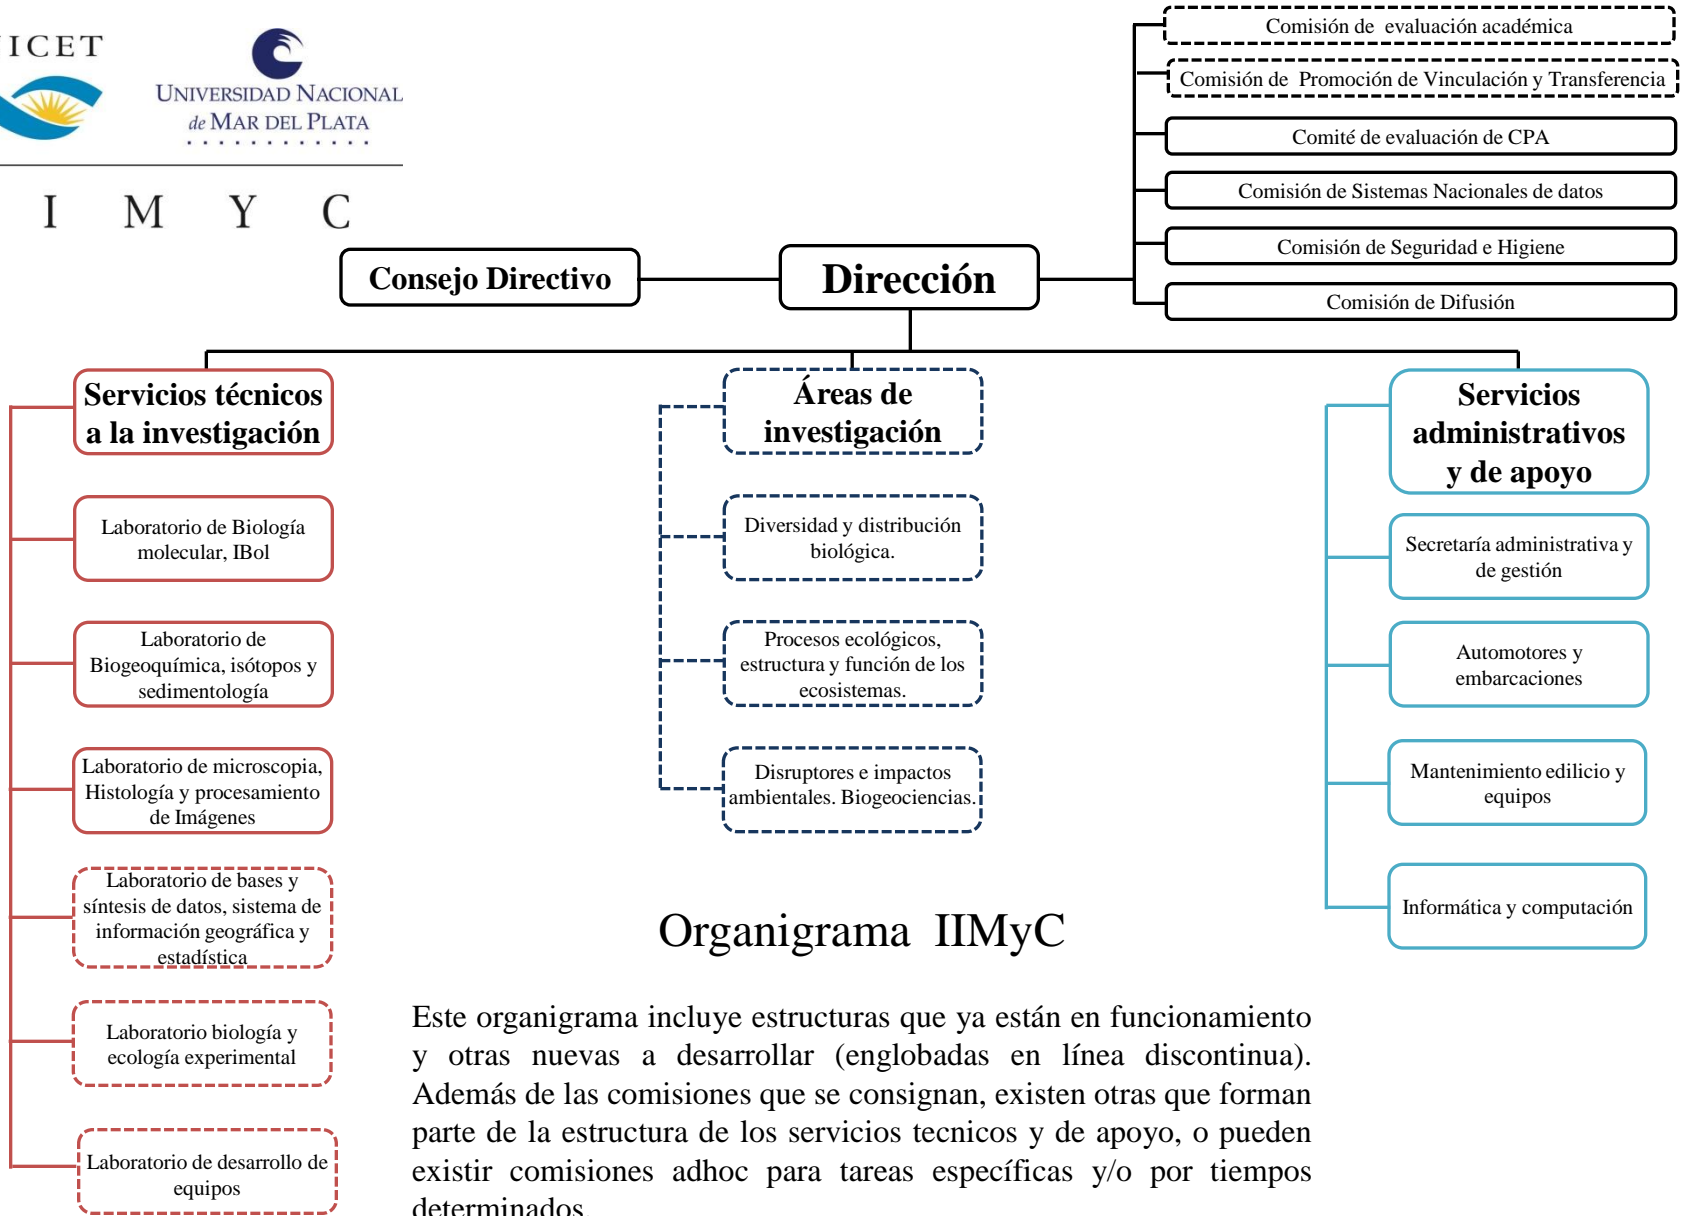 NICET
UNIVERSIDAD NACIONAL
de MAR DEL PLATA
I M Y C
Comisión de evaluación académica
Comisión de Promoción de Vinculación y Transferencia
Comité de evaluación de CPA
Comisión de Sistemas Nacionales de datos
Comisión de Seguridad e Higiene
Comisión de Difusión
Consejo Directivo
Dirección
Servicios técnicos
a la investigación
Laboratorio de Biología
molecular, IBol
Laboratorio de
Biogeoquímica, isótopos y
sedimentología
Laboratorio de microscopia,
Histología y procesamiento
de Imágenes
Laboratorio de bases y
síntesis de datos, sistema de
información geográfica y
estadística
Laboratorio biología y
ecología experimental
Laboratorio de desarrollo de
equipos
Áreas de
investigación
Diversidad y distribución
biológica.
Procesos ecológicos,
estructura y función de los
ecosistemas.
Disruptores e impactos
ambientales. Biogeociencias.
Servicios
administrativos
y de apoyo
Secretaría administrativa y
de gestión
Automotores y
embarcaciones
Mantenimiento edilicio y
equipos
Informática y computación
Organigrama IIMyC
Este organigrama incluye estructuras que ya están en funcionamiento
y otras nuevas a desarrollar (englobadas en línea discontinua).
Además de las comisiones que se consignan, existen otras que forman
parte de la estructura de los servicios tecnicos y de apoyo, o pueden
existir comisiones adhoc para tareas específicas y/o por tiempos
determinados.